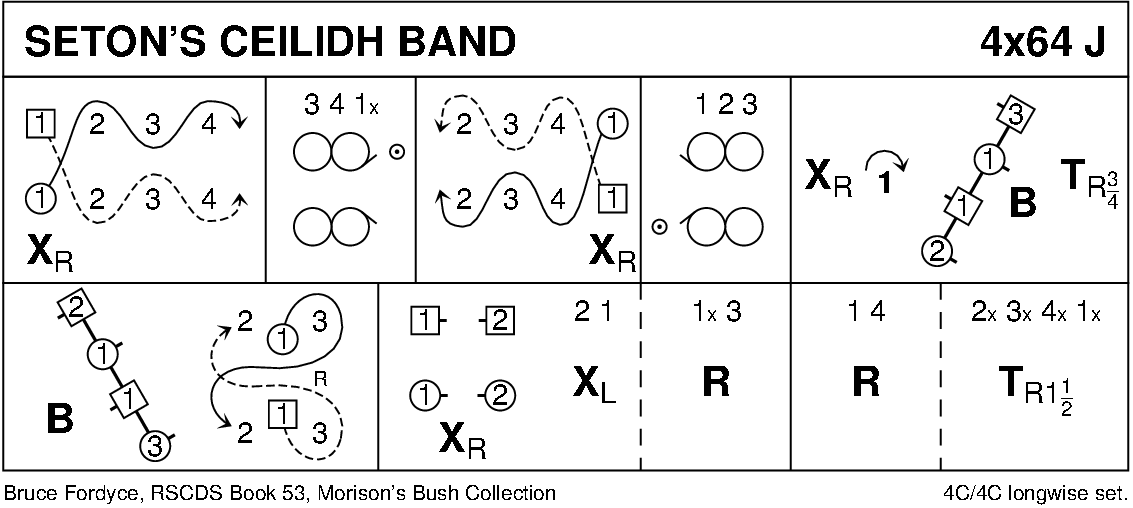 SETON'S CEILIDH BAND 4x64 J
1 2 3 4
1 2 3 4
XR
3 4 1x
2 3 4 1
2 3 4 1
XR
1 2 3
XR 1
3
1
1
2
B TR3/4
2
1
1
3
B
2 1 3
R
2 1 3
1 2
1 2
XR
2 1
XL
1x 3
R
1 4
R
2x 3x 4x 1x
TR1 1/2
Bruce Fordyce, RSCDS Book 53, Morison's Bush Collection 4C/4C longwise set.